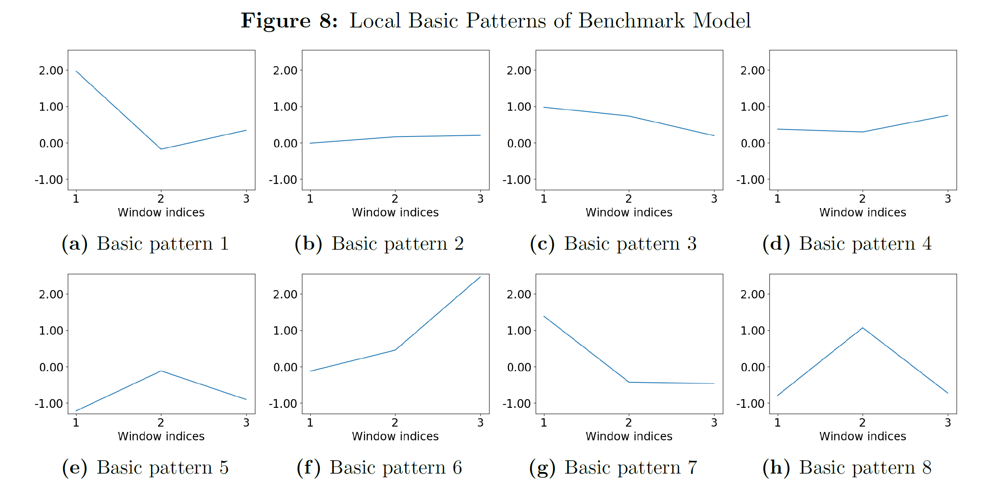 Figure 8: Local Basic Patterns of Benchmark Model
2.00 2.00 2.00 2.00
1.00 1.00 1.00 1.00
0.00 0.00 0.00 0.00
-1.00 -1.00 -1.00 -1.00
1 2 3 1 2 3 1 2 3 1 2 3
Window indices Window indices Window indices Window indices
(a) Basic pattern 1 (b) Basic pattern 2 (c) Basic pattern 3 (d) Basic pattern 4
2.00 2.00 2.00 2.00
1.00 1.00 1.00 1.00
0.00 0.00 0.00 0.00
-1.00 -1.00 -1.00 -1.00
1 2 3 1 2 3 1 2 3 1 2 3
Window indices Window indices Window indices Window indices
(e) Basic pattern 5 (f) Basic pattern 6 (g) Basic pattern 7 (h) Basic pattern 8